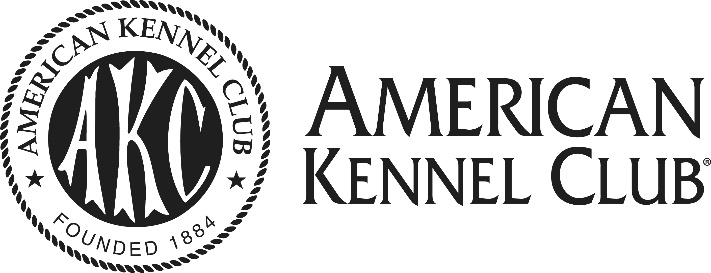 AMERICAN KENNEL CLUB
AKC
★ FOUNDED 1884 ★
AMERICAN
KENNEL CLUB®